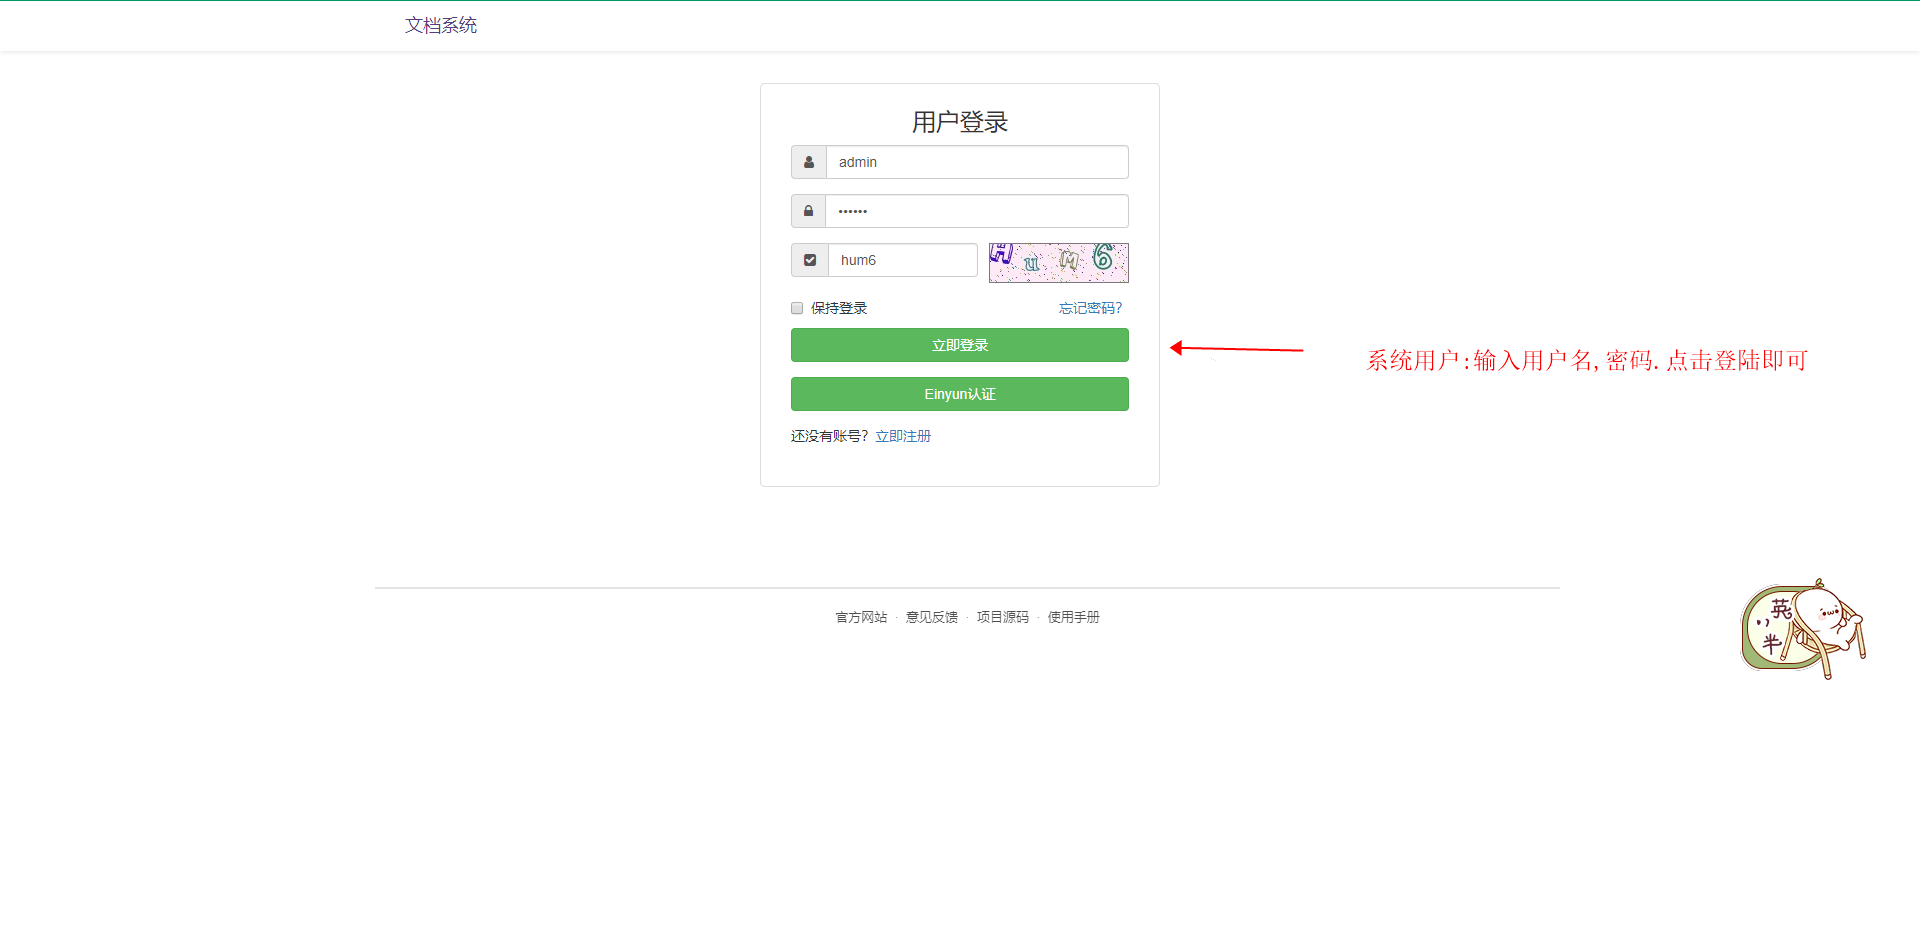 文档系统
用户登录
admin
••••••
hum6
HuM6
保持登录
忘记密码?
立即登录
系统用户:输入用户名,密码.点击登陆即可
Einyun认证
还没有账号? 立即注册
官方网站 · 意见反馈 · 项目源码 · 使用手册
英
半